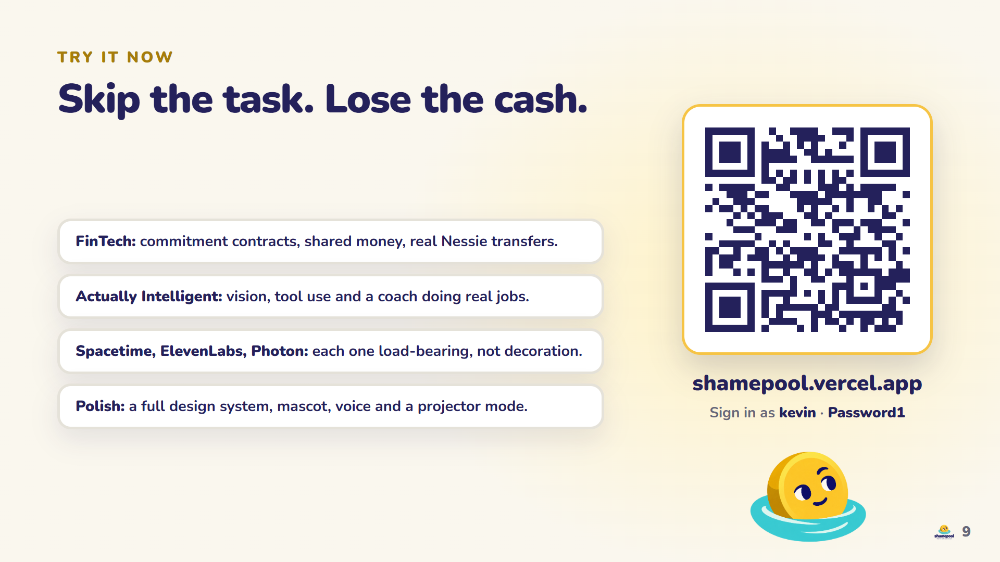 TRY IT NOW
Skip the task. Lose the cash.
FinTech: commitment contracts, shared money, real Nessie transfers.
Actually Intelligent: vision, tool use and a coach doing real jobs.
Spacetime, ElevenLabs, Photon: each one load-bearing, not decoration.
Polish: a full design system, mascot, voice and a projector mode.
shamepool.vercel.app
Sign in as kevin · Password1
shamepool
9